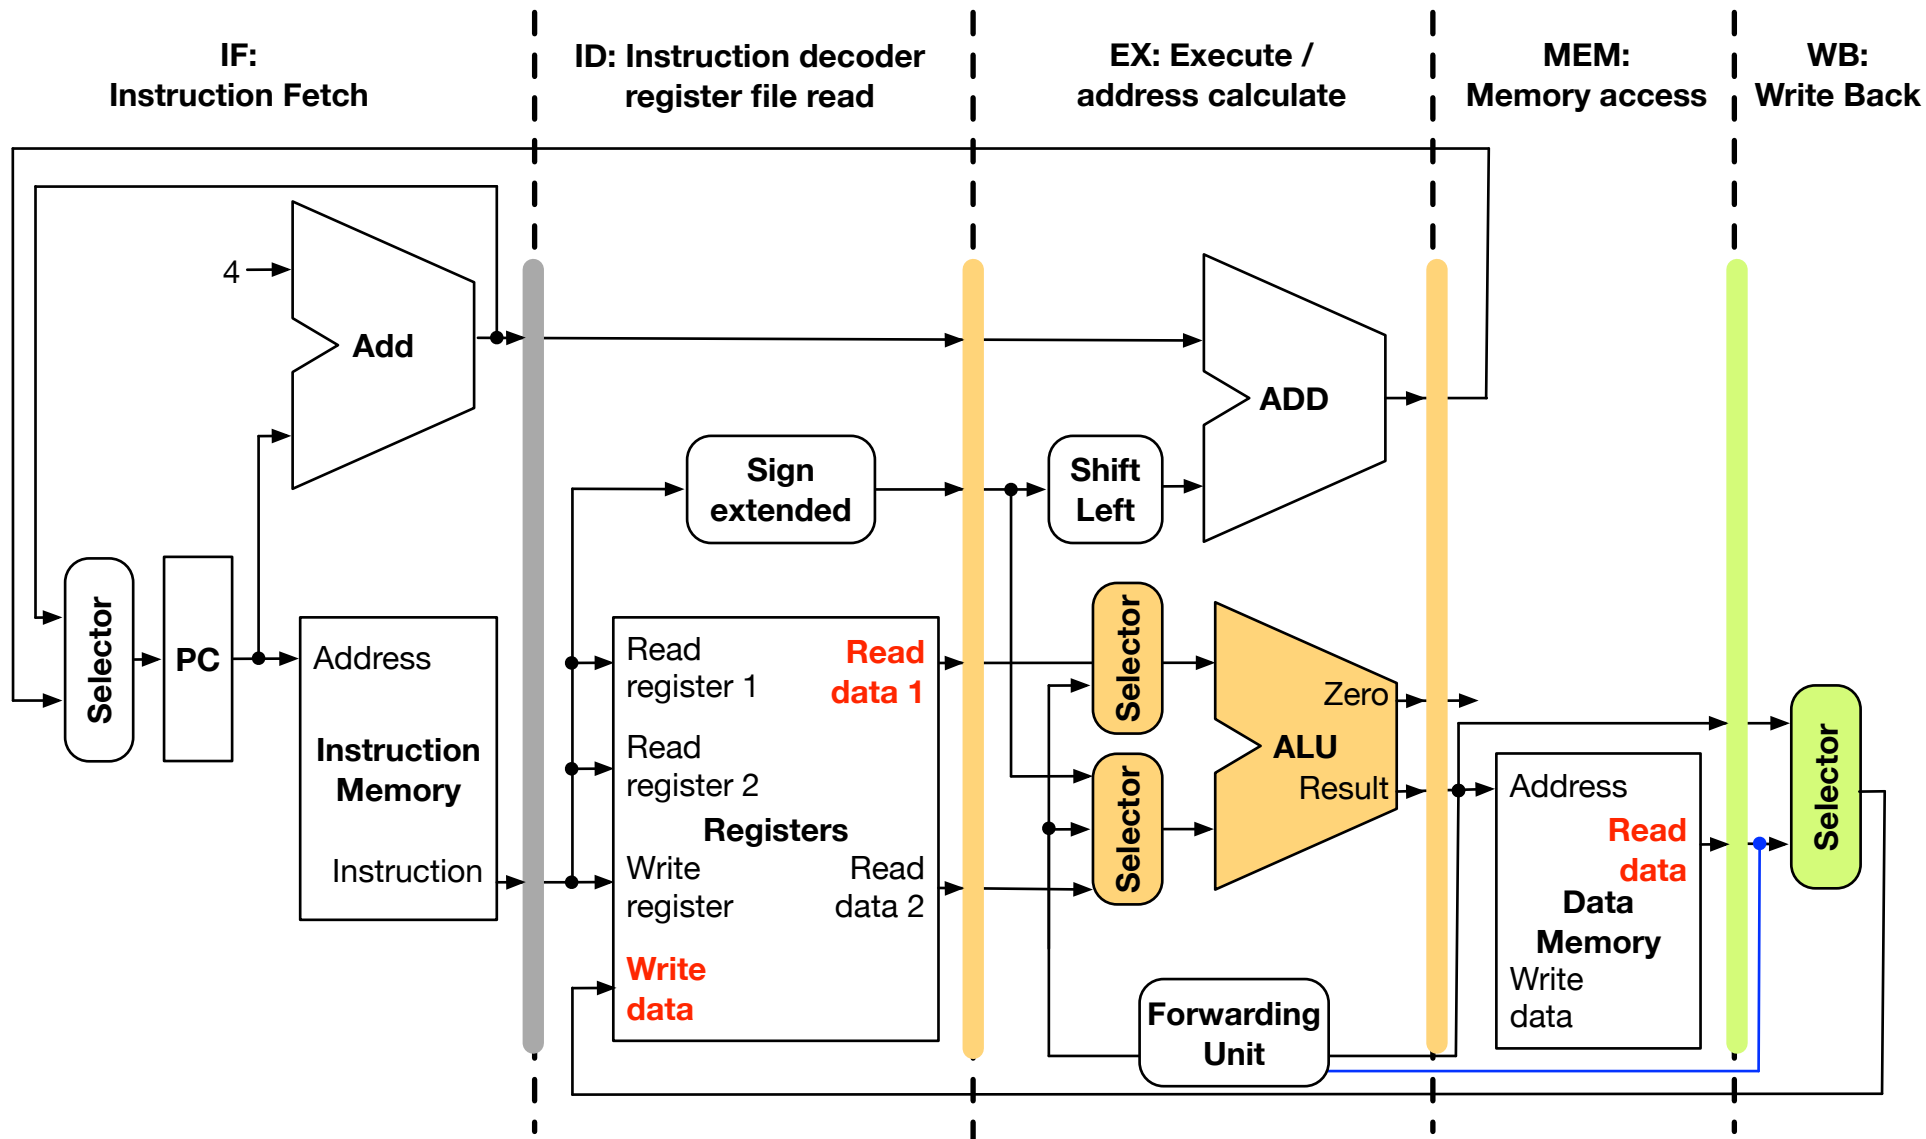 IF:
Instruction Fetch
ID: Instruction decoder
register file read
EX: Execute /
address calculate
MEM:
Memory access
WB:
Write Back
4
Add
ADD
Sign
extended
Shift
Left
Selector
PC
Address
Instruction
Memory
Instruction
Read
register 1
Read
data 1
Read
register 2
Registers
Write
register
Read
data 2
Write
data
Selector
Selector
Zero
ALU
Result
Forwarding
Unit
Address
Read
data
Data
Memory
Write
data
Selector